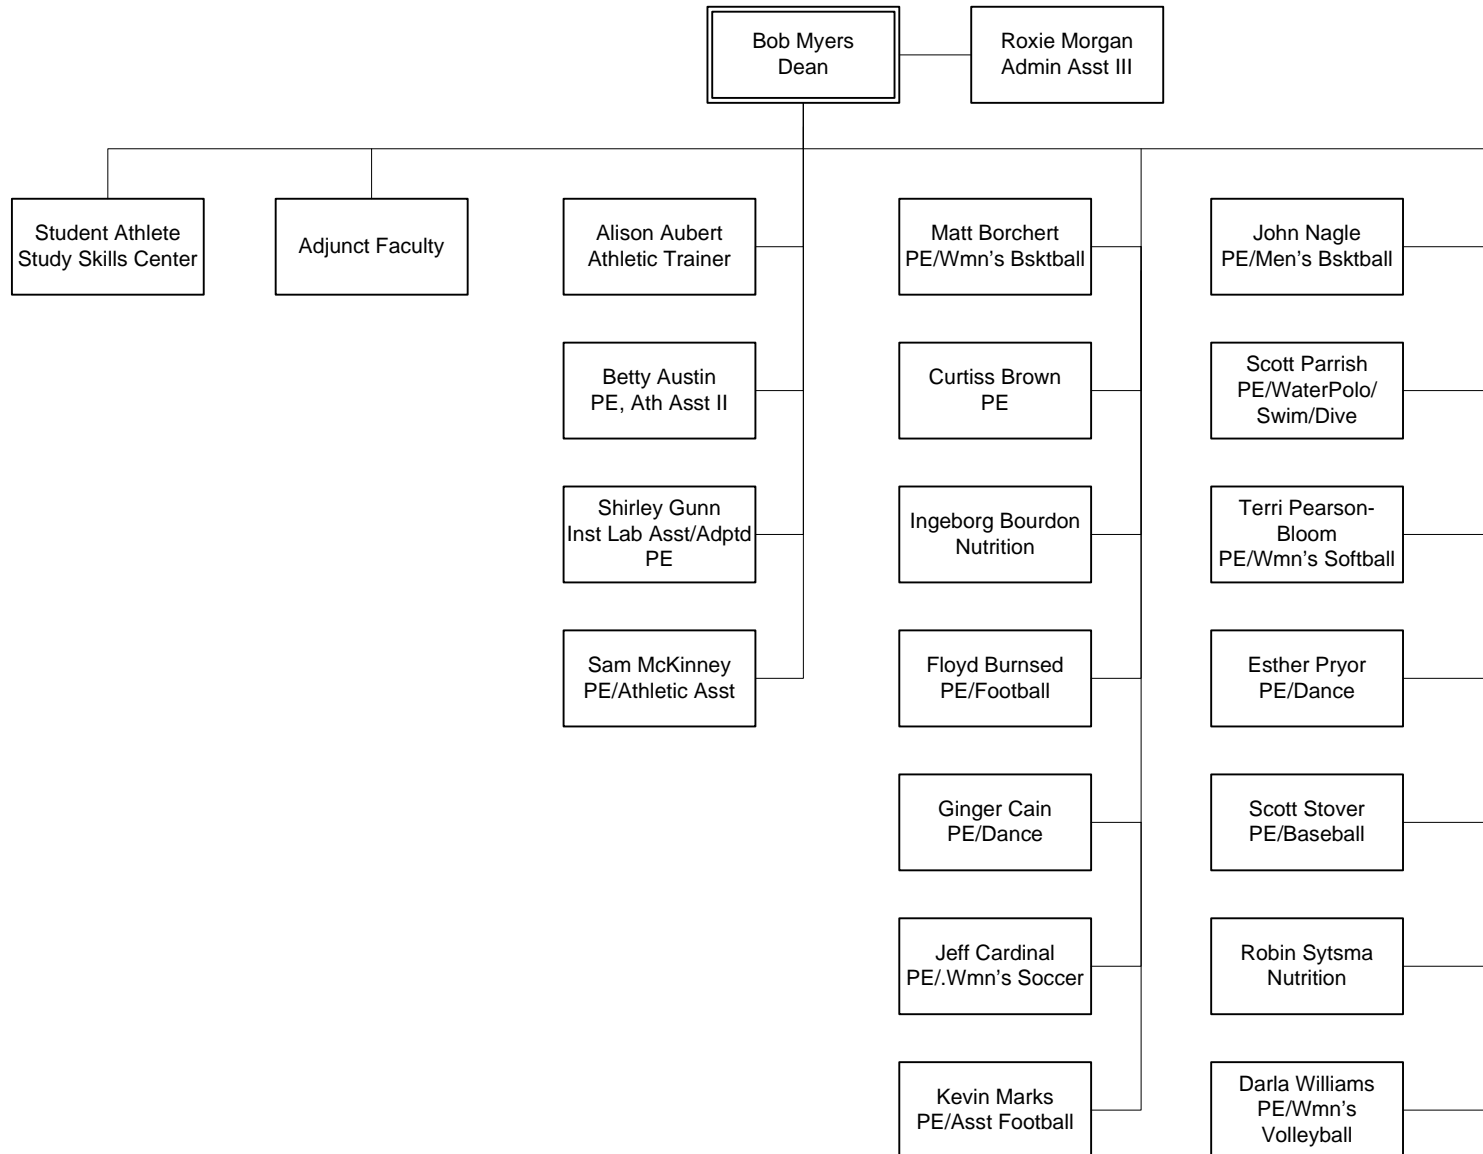 Bob Myers
Dean
Roxie Morgan
Admin Asst III
Student Athlete
Study Skills Center
Adjunct Faculty
Alison Aubert
Athletic Trainer
Matt Borchert
PE/Wmn's Bsktball
John Nagle
PE/Men's Bsktball
Betty Austin
PE, Ath Asst II
Curtiss Brown
PE
Scott Parrish
PE/WaterPolo/
Swim/Dive
Shirley Gunn
Inst Lab Asst/Adptd
PE
Ingeborg Bourdon
Nutrition
Terri Pearson-
Bloom
PE/Wmn's Softball
Sam McKinney
PE/Athletic Asst
Floyd Burnsed
PE/Football
Esther Pryor
PE/Dance
Ginger Cain
PE/Dance
Scott Stover
PE/Baseball
Jeff Cardinal
PE/.Wmn's Soccer
Robin Sytsma
Nutrition
Kevin Marks
PE/Asst Football
Darla Williams
PE/Wmn's
Volleyball